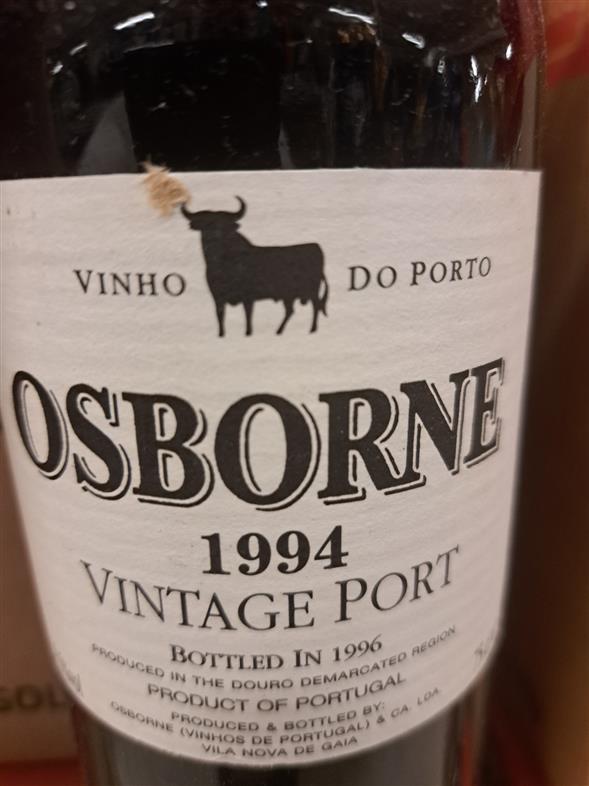 VINHO DO PORTO
OSBORNE
1994
VINTAGE PORT
BOTTLED IN 1996
PRODUCED IN THE DOURO DEMARCATED REGION
PRODUCT OF PORTUGAL
PRODUCED & BOTTLED BY:
OSBORNE (VINHOS DE PORTUGAL) & CA. LDA.
VILA NOVA DE GAIA